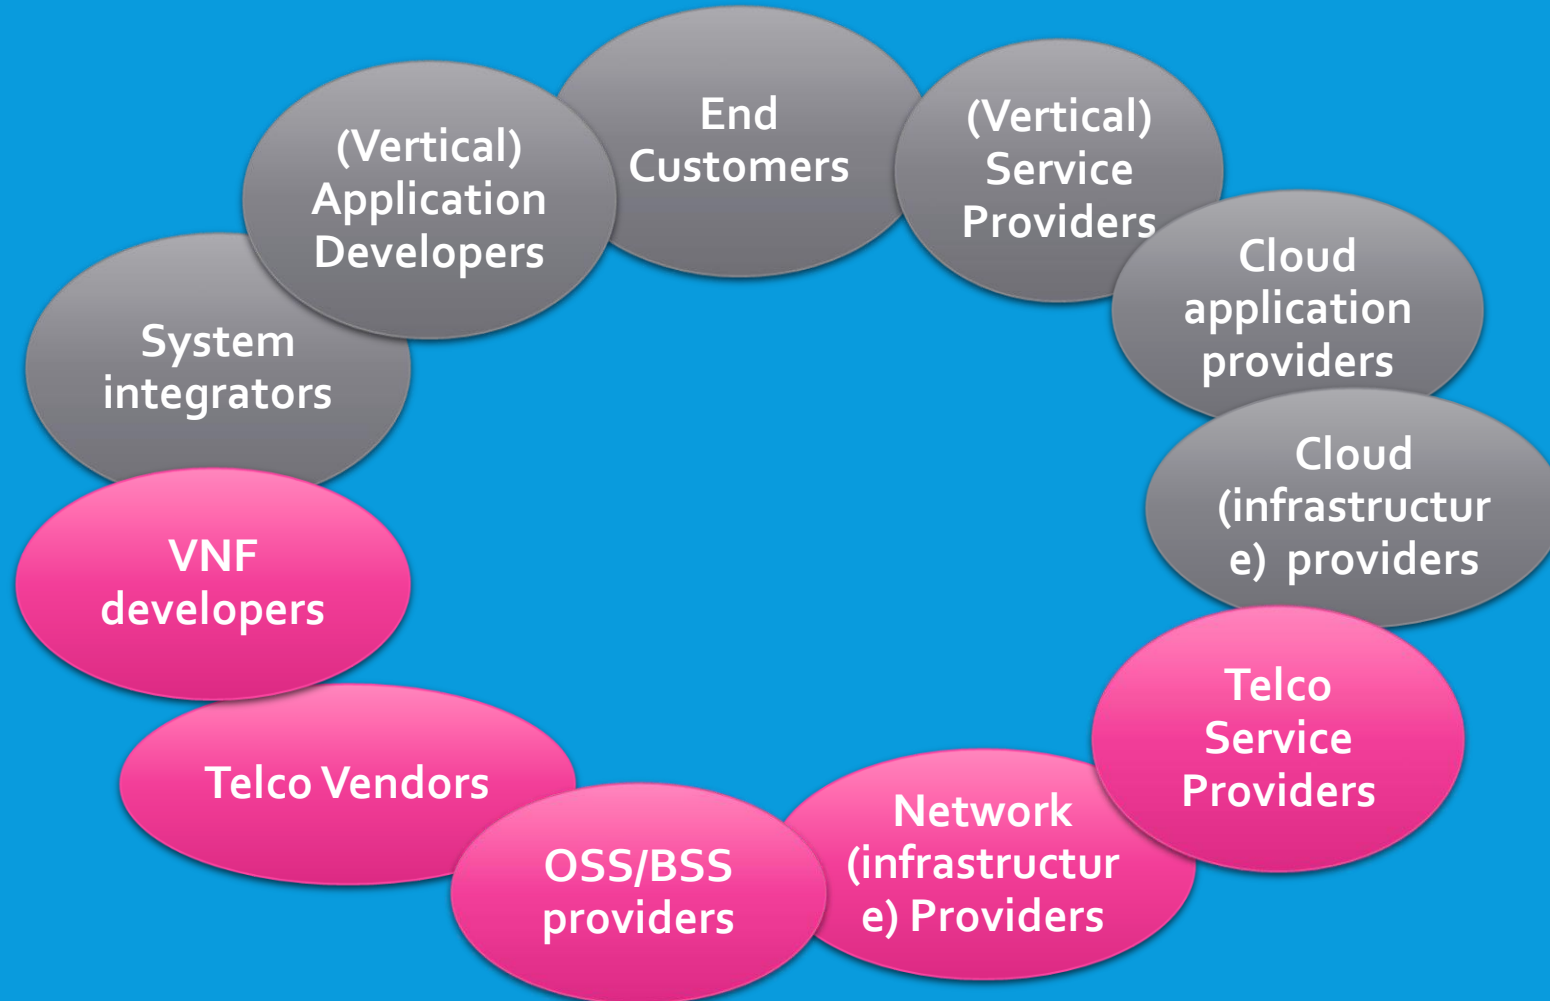 End
Customers
(Vertical)
Service
Providers
Cloud
application
providers
Cloud
(infrastructur
e) providers
Telco
Service
Providers
Network
(infrastructur
e) Providers
OSS/BSS
providers
Telco Vendors
VNF
developers
System
integrators
(Vertical)
Application
Developers